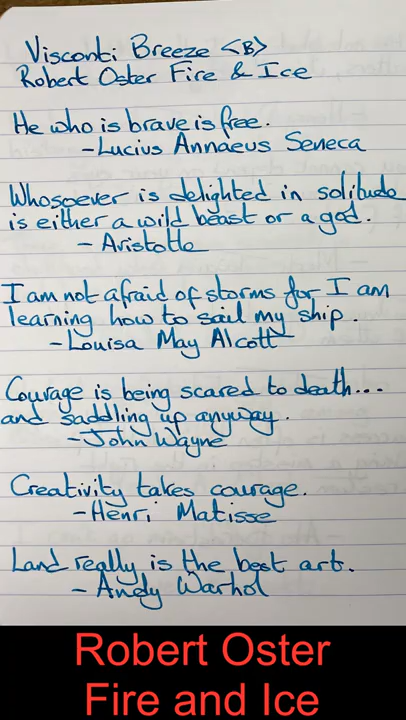 Visconti Breeze <B>
Robert Oster Fire & Ice
He who is brave is free.
-Lucius Annaeus Seneca
Whosoever is delighted in solitude
is either a wild beast or a god.
- Aristotle
I am not afraid of storms for I am
learning how to sail my ship.
-Louisa May Alcott
Courage is being scared to death...
and saddling up anyway.
-John Wayne
Creativity takes courage.
-Henri Matisse
Land really is the best art.
- Andy Warhol
Robert Oster
Fire and Ice